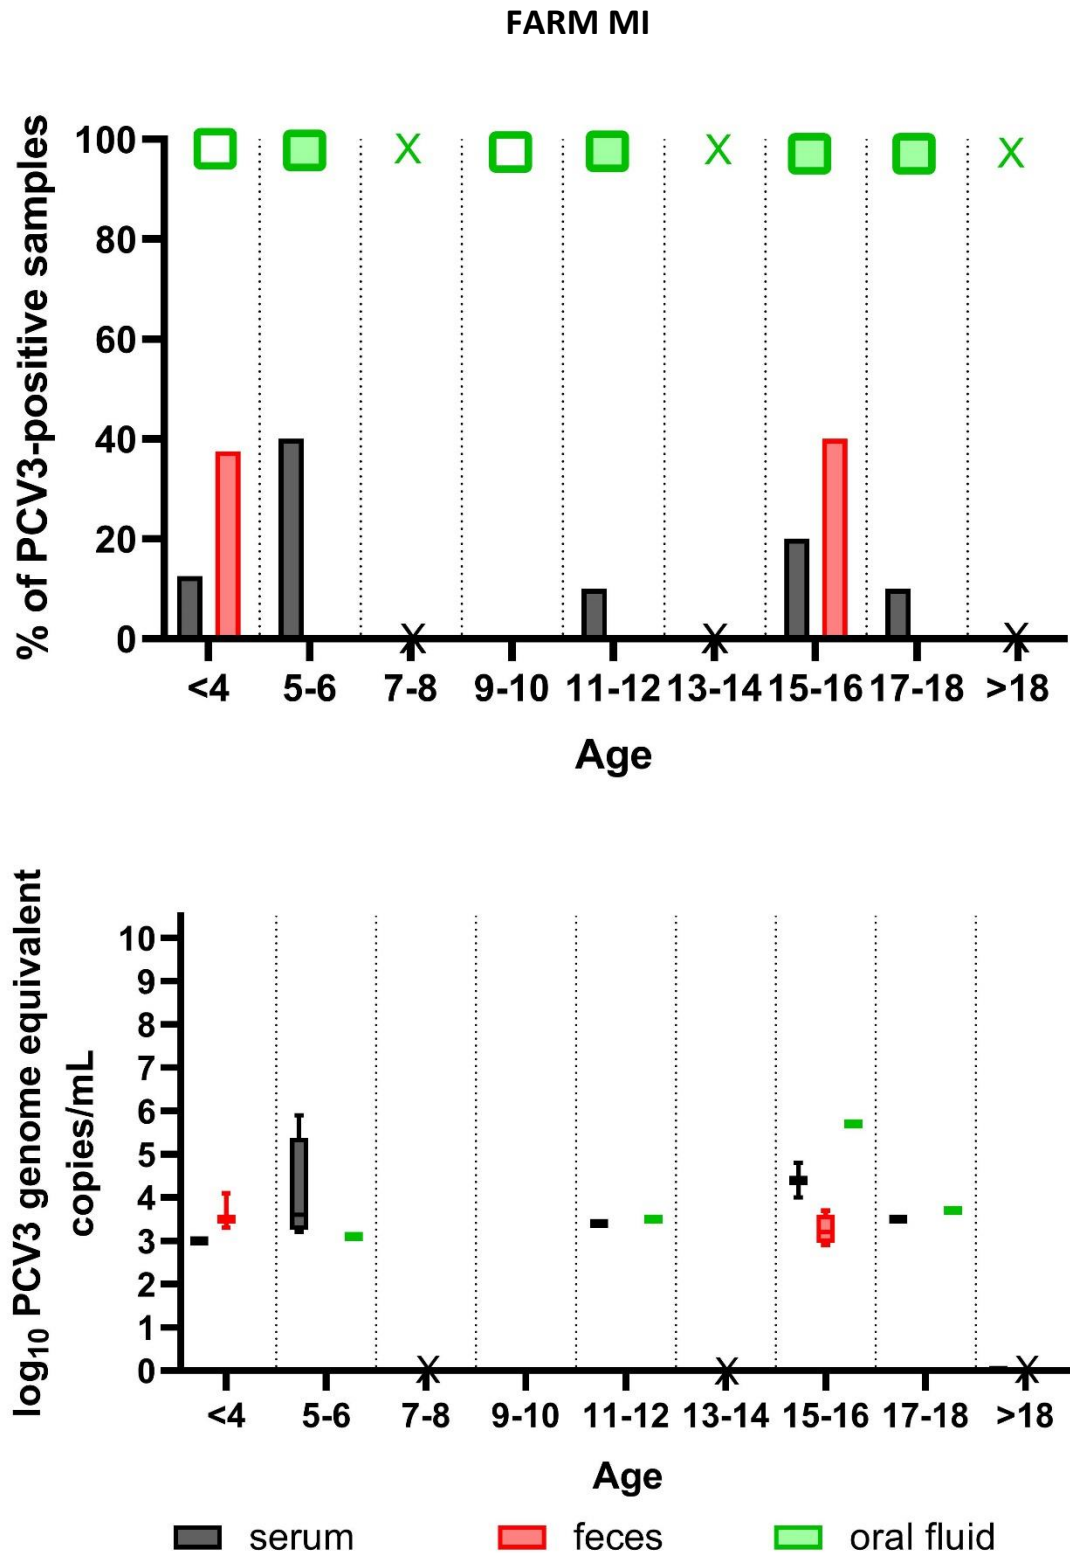 FARM MI
% of PCV3-positive samples
100
80
60
40
20
0
X X X
X X X
<4 5-6 7-8 9-10 11-12 13-14 15-16 17-18 >18
Age
log₁₀ PCV3 genome equivalent
copies/mL
10
9
8
7
6
5
4
3
2
1
0
X X X
<4 5-6 7-8 9-10 11-12 13-14 15-16 17-18 >18
Age
serum feces oral fluid